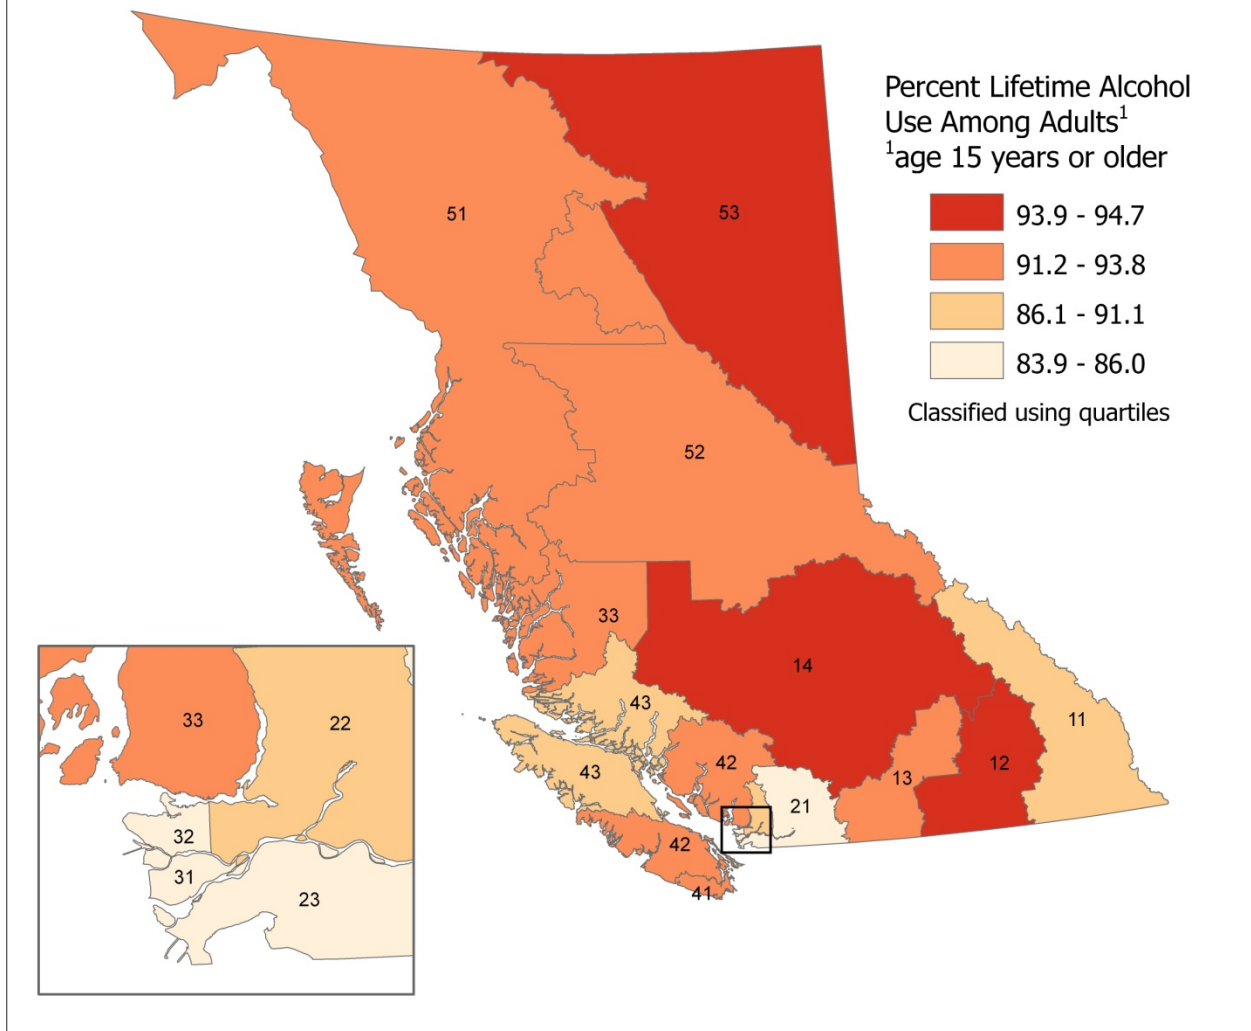 Percent Lifetime Alcohol
Use Among Adults¹
¹age 15 years or older
93.9 - 94.7
91.2 - 93.8
86.1 - 91.1
83.9 - 86.0
Classified using quartiles
51
53
52
33
14
43
11
43
42
12
13
21
42
41
33
22
32
31
23